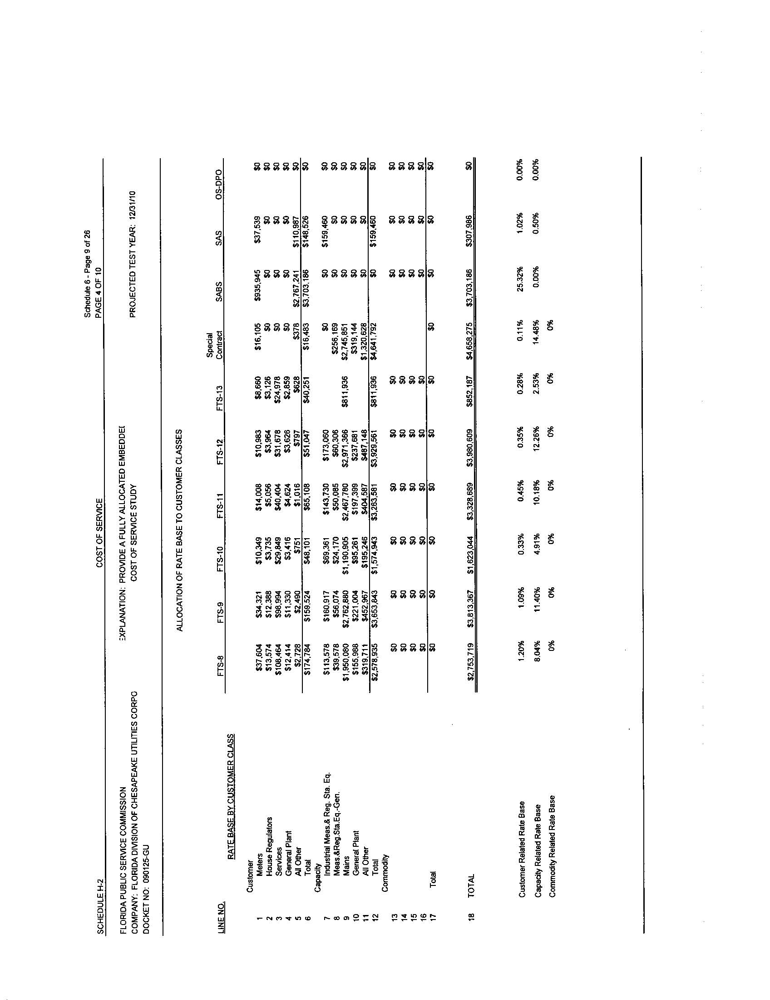 Schedule 6 - Page 9 of 26
SCHEDULE H-2 COST OF SERVICE PAGE 4 OF 10
FLORIDA PUBLIC SERVICE COMMISSION EXPLANATION: PROVIDE A FULLY ALLOCATED EMBEDDED
COMPANY: FLORIDA DIVISION OF CHESAPEAKE UTILITIES CORPO COST OF SERVICE STUDY PROJECTED TEST YEAR: 12/31/10
DOCKET NO: 090125-GU
ALLOCATION OF RATE BASE TO CUSTOMER CLASSES
Special
LINE NO. FTS-8 FTS-9 FTS-10 FTS-11 FTS-12 FTS-13 Contract SABS SAS OS-DPO
RATE BASE BY CUSTOMER CLASS
Customer
1 Meters $37,604 $34,321 $10,349 $14,008 $10,983 $8,660 $16,105 $935,945 $37,539 $0
2 House Regulators $13,574 $12,388 $3,735 $5,056 $3,964 $3,126 $0 $0 $0 $0
3 Services $108,464 $98,994 $29,849 $40,404 $31,678 $24,978 $0 $0 $0 $0
4 General Plant $12,414 $11,330 $3,416 $4,624 $3,626 $2,859 $0 $0 $0 $0
5 All Other $2,728 $2,490 $751 $1,016 $797 $628 $378 $2,767,241 $110,987 $0
6 Total $174,784 $159,524 $48,101 $65,108 $51,047 $40,251 $16,483 $3,703,186 $148,526 $0
Capacity
7 Industrial Meas.& Reg. Sta. Eq. $113,578 $160,917 $69,361 $143,730 $173,060 $0 $0 $159,460 $0
8 Meas.&Reg.Sta.Eq.-Gen. $39,578 $56,074 $24,170 $50,085 $60,306 $256,169 $0 $0 $0
9 Mains $1,950,080 $2,762,880 $1,190,905 $2,467,780 $2,971,366 $811,936 $2,745,851 $0 $0 $0
10 General Plant $155,988 $221,004 $95,261 $197,399 $237,681 $319,144 $0 $0 $0
11 All Other $319,711 $452,967 $195,246 $404,587 $487,148 $1,320,628 $0 $0 $0
12 Total $2,578,935 $3,653,843 $1,574,943 $3,263,581 $3,929,561 $811,936 $4,641,792 $0 $159,460 $0
Commodity
13 $0 $0 $0 $0 $0 $0 $0 $0 $0
14 $0 $0 $0 $0 $0 $0 $0 $0 $0
15 $0 $0 $0 $0 $0 $0 $0 $0 $0
16 $0 $0 $0 $0 $0 $0 $0 $0 $0
17 Total $0 $0 $0 $0 $0 $0 $0 $0 $0 $0
18 TOTAL $2,753,719 $3,813,367 $1,623,044 $3,328,689 $3,980,609 $852,187 $4,658,275 $3,703,186 $307,986 $0
Customer Related Rate Base 1.20% 1.09% 0.33% 0.45% 0.35% 0.28% 0.11% 25.32% 1.02% 0.00%
Capacity Related Rate Base 8.04% 11.40% 4.91% 10.18% 12.26% 2.53% 14.48% 0.00% 0.50% 0.00%
Commodity Related Rate Base 0% 0% 0% 0% 0% 0% 0%